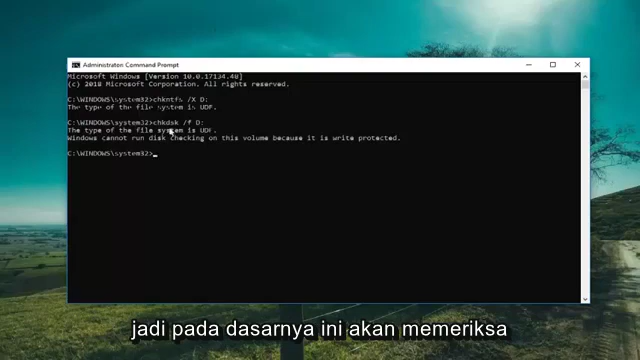 Administrator: Command Prompt
Microsoft Windows [Version 10.0.17134.48]
(c) 2018 Microsoft Corporation. All rights reserved.
C:\WINDOWS\system32>chkntfs /X D:
The type of the file system is UDF.
C:\WINDOWS\system32>chkdsk /f D:
The type of the file system is UDF.
Windows cannot run disk checking on this volume because it is write protected.
C:\WINDOWS\system32>_
jadi pada dasarnya ini akan memeriksa